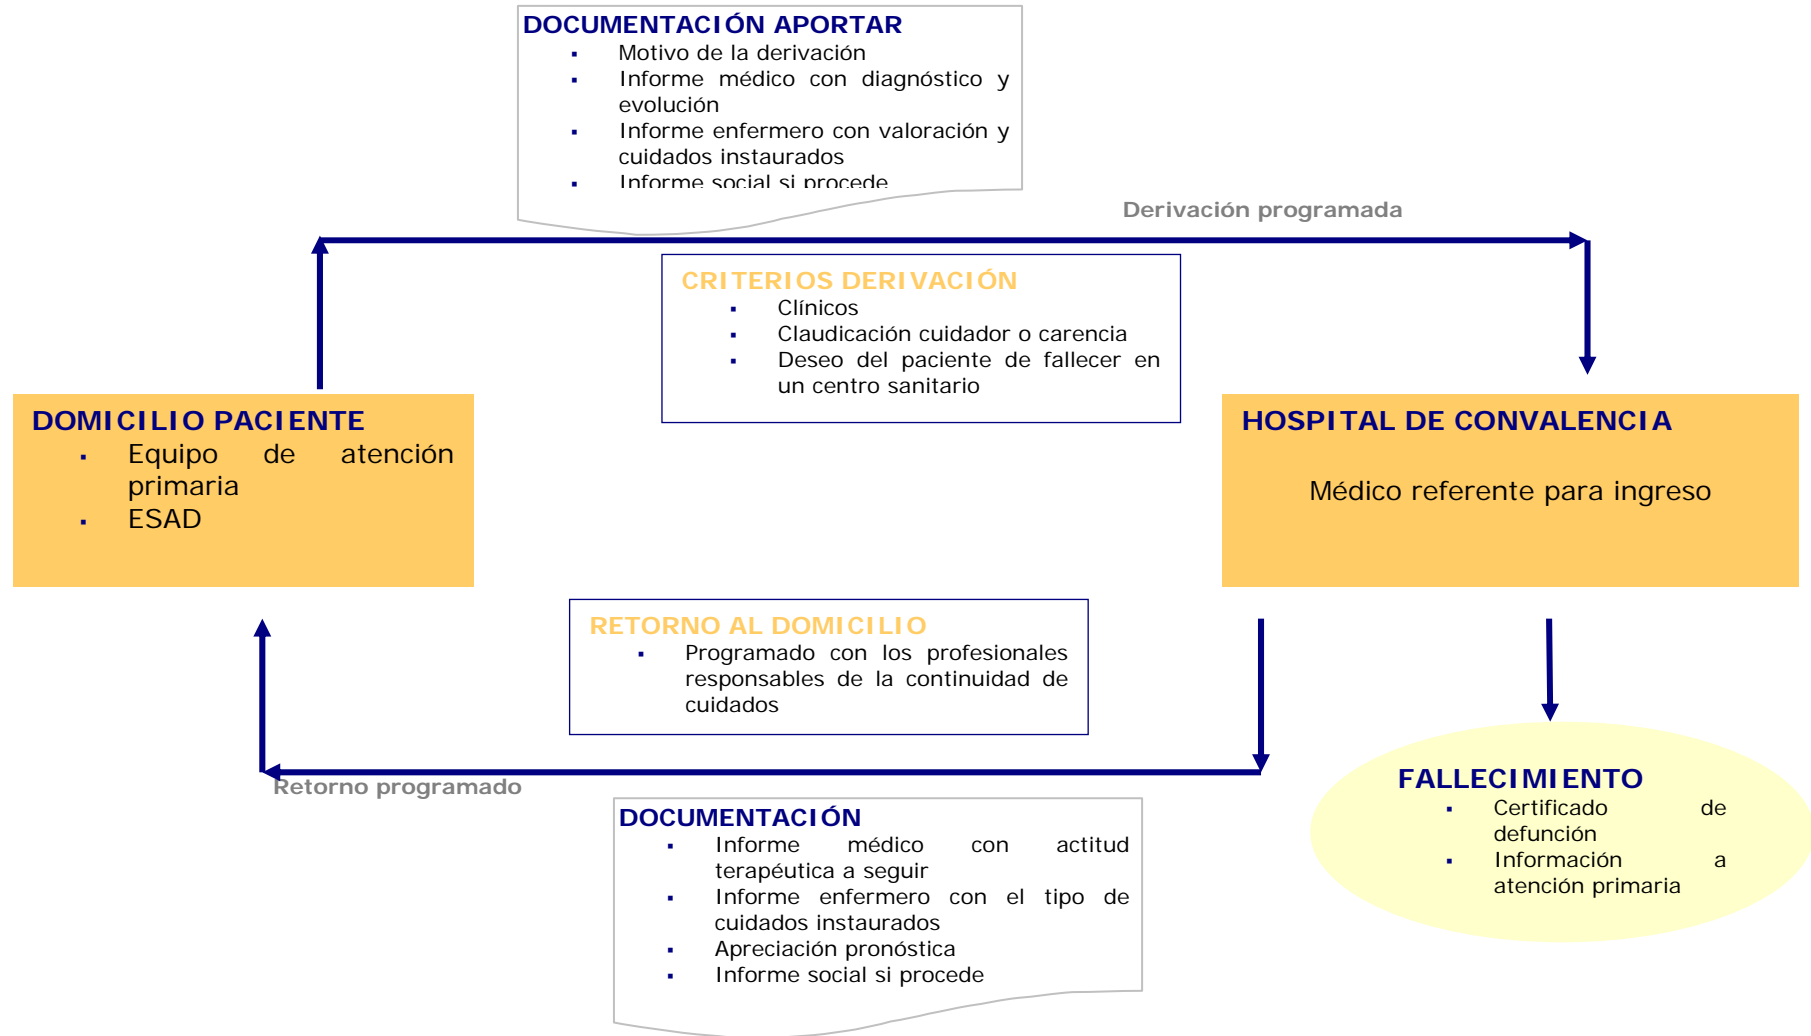 DOCUMENTACIÓN APORTAR
▪ Motivo de la derivación
▪ Informe médico con diagnóstico y
evolución
▪ Informe enfermero con valoración y
cuidados instaurados
▪ Informe social si procede
Derivación programada
CRITERIOS DERIVACIÓN
▪ Clínicos
▪ Claudicación cuidador o carencia
▪ Deseo del paciente de fallecer en
un centro sanitario
DOMICILIO PACIENTE
▪ Equipo de atención
primaria
▪ ESAD
HOSPITAL DE CONVALENCIA
Médico referente para ingreso
RETORNO AL DOMICILIO
▪ Programado con los profesionales
responsables de la continuidad de
cuidados
Retorno programado
DOCUMENTACIÓN
▪ Informe médico con actitud
terapéutica a seguir
▪ Informe enfermero con el tipo de
cuidados instaurados
▪ Apreciación pronóstica
▪ Informe social si procede
FALLECIMIENTO
▪ Certificado de
defunción
▪ Información a
atención primaria